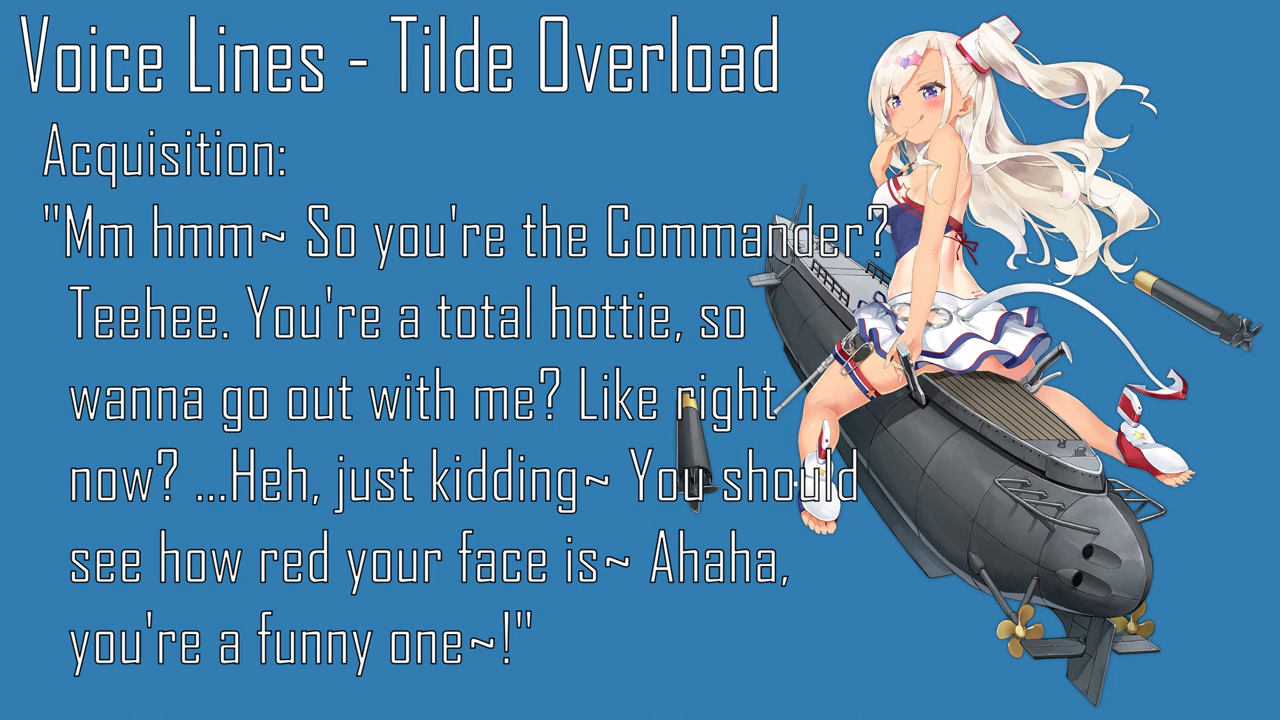 Voice Lines - Tilde Overload
Acquisition:
"Mm hmm~ So you're the Commander?
Teehee. You're a total hottie, so
wanna go out with me? Like right
now? ...Heh, just kidding~ You should
see how red your face is~ Ahaha,
you're a funny one~!"